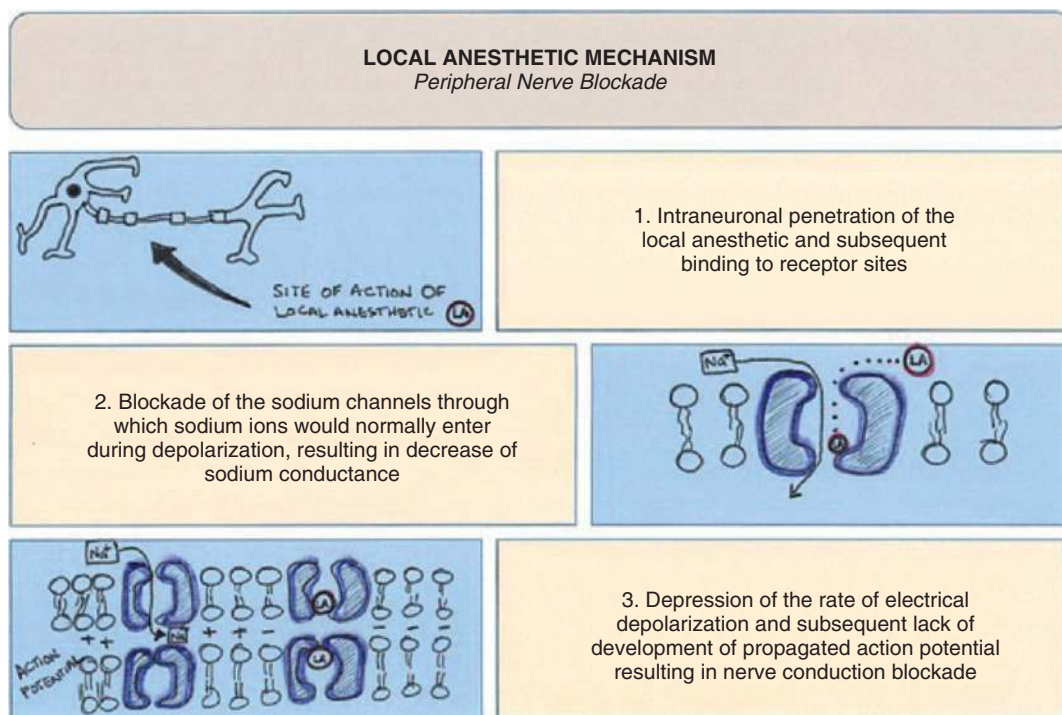 LOCAL ANESTHETIC MECHANISM
Peripheral Nerve Blockade
SITE OF ACTION OF
LOCAL ANESTHETIC LA
1. Intraneuronal penetration of the
local anesthetic and subsequent
binding to receptor sites
2. Blockade of the sodium channels through
which sodium ions would normally enter
during depolarization, resulting in decrease of
sodium conductance
Na+
LA
LA
Na+
LA
Na+
+ + + + - - - -
ACTION
POTENTIAL
LA
3. Depression of the rate of electrical
depolarization and subsequent lack of
development of propagated action potential
resulting in nerve conduction blockade